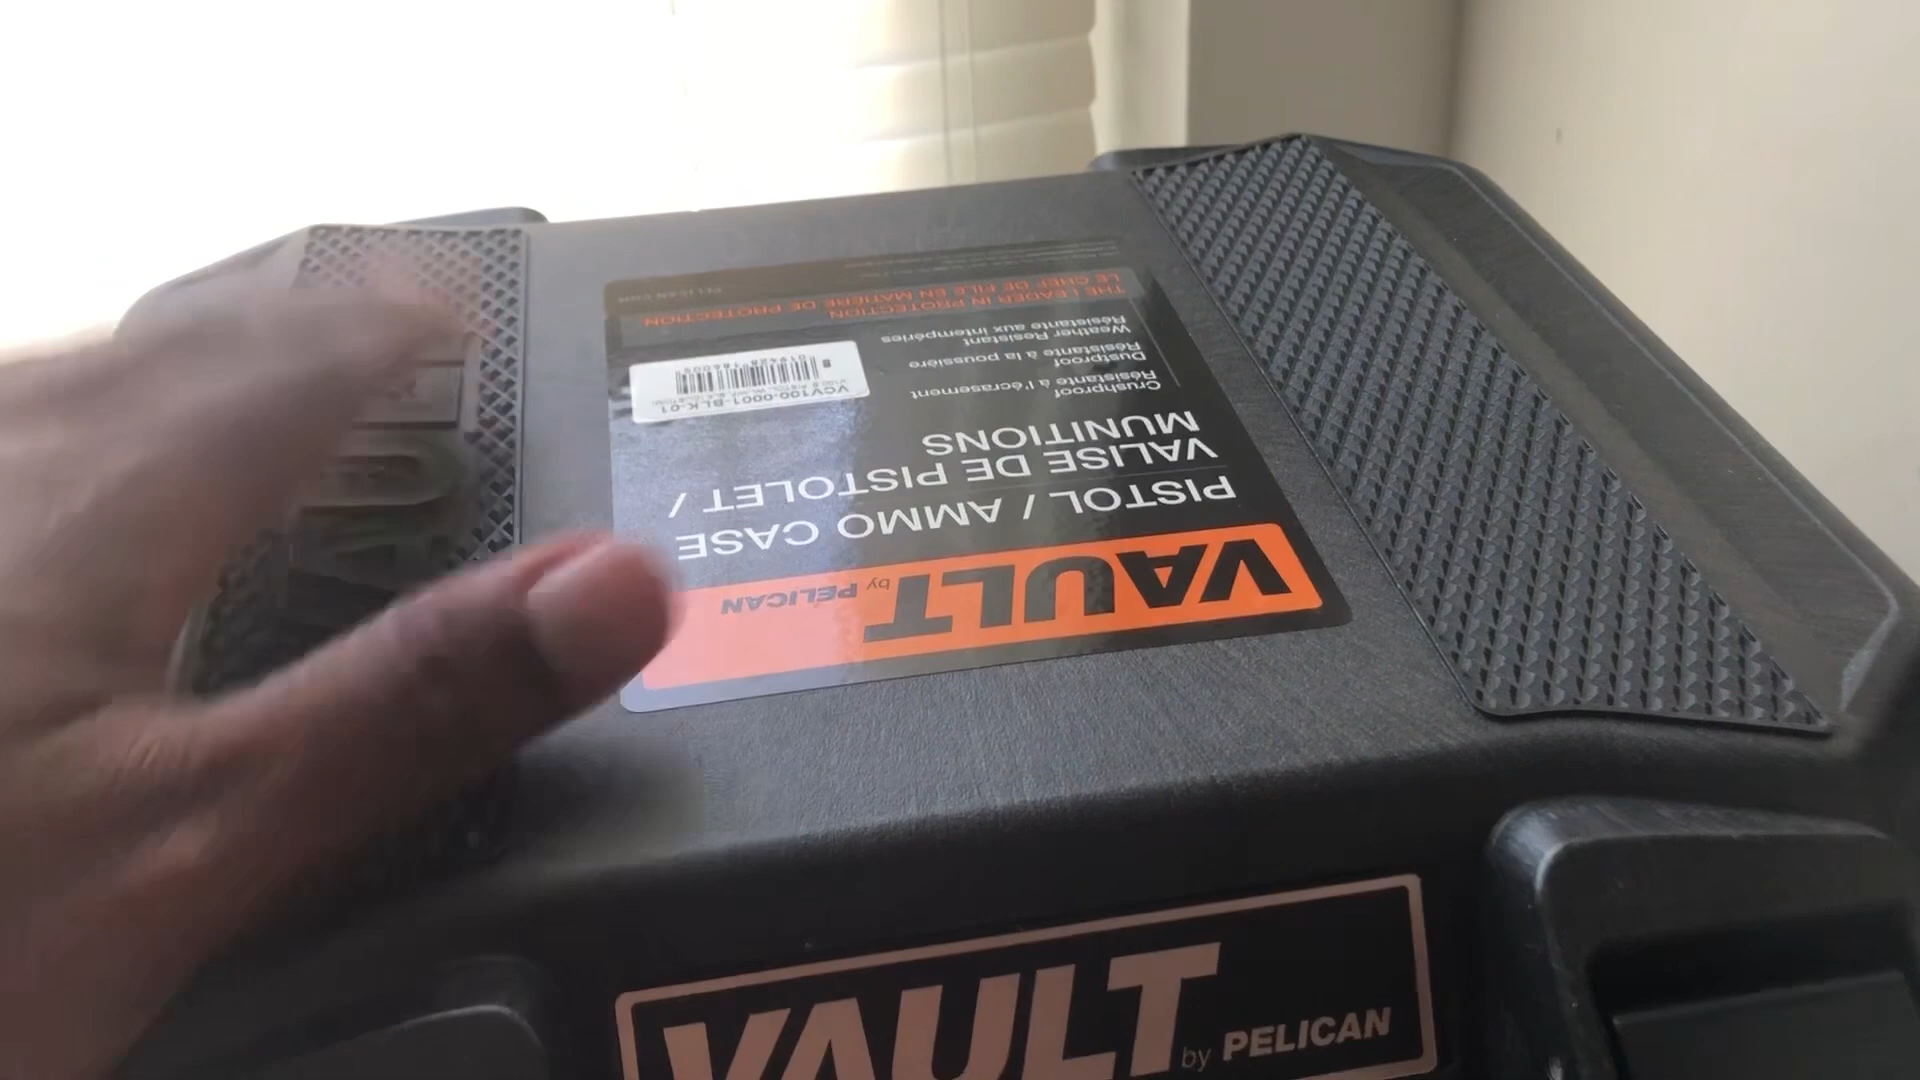 VAULT by PELICAN
PISTOL / AMMO CASE
VALISE DE PISTOLET /
MUNITIONS
Crushproof
Résistante à l'écrasement
Dustproof
Résistante à la poussière
Weather Resistant
Résistante aux intempéries
VCV100-0001-BLK-01
THE LEADER IN PROTECTION
LE CHEF DE FILE EN MATIÈRE DE PROTECTION
PELICAN.COM
VAULT by PELICAN